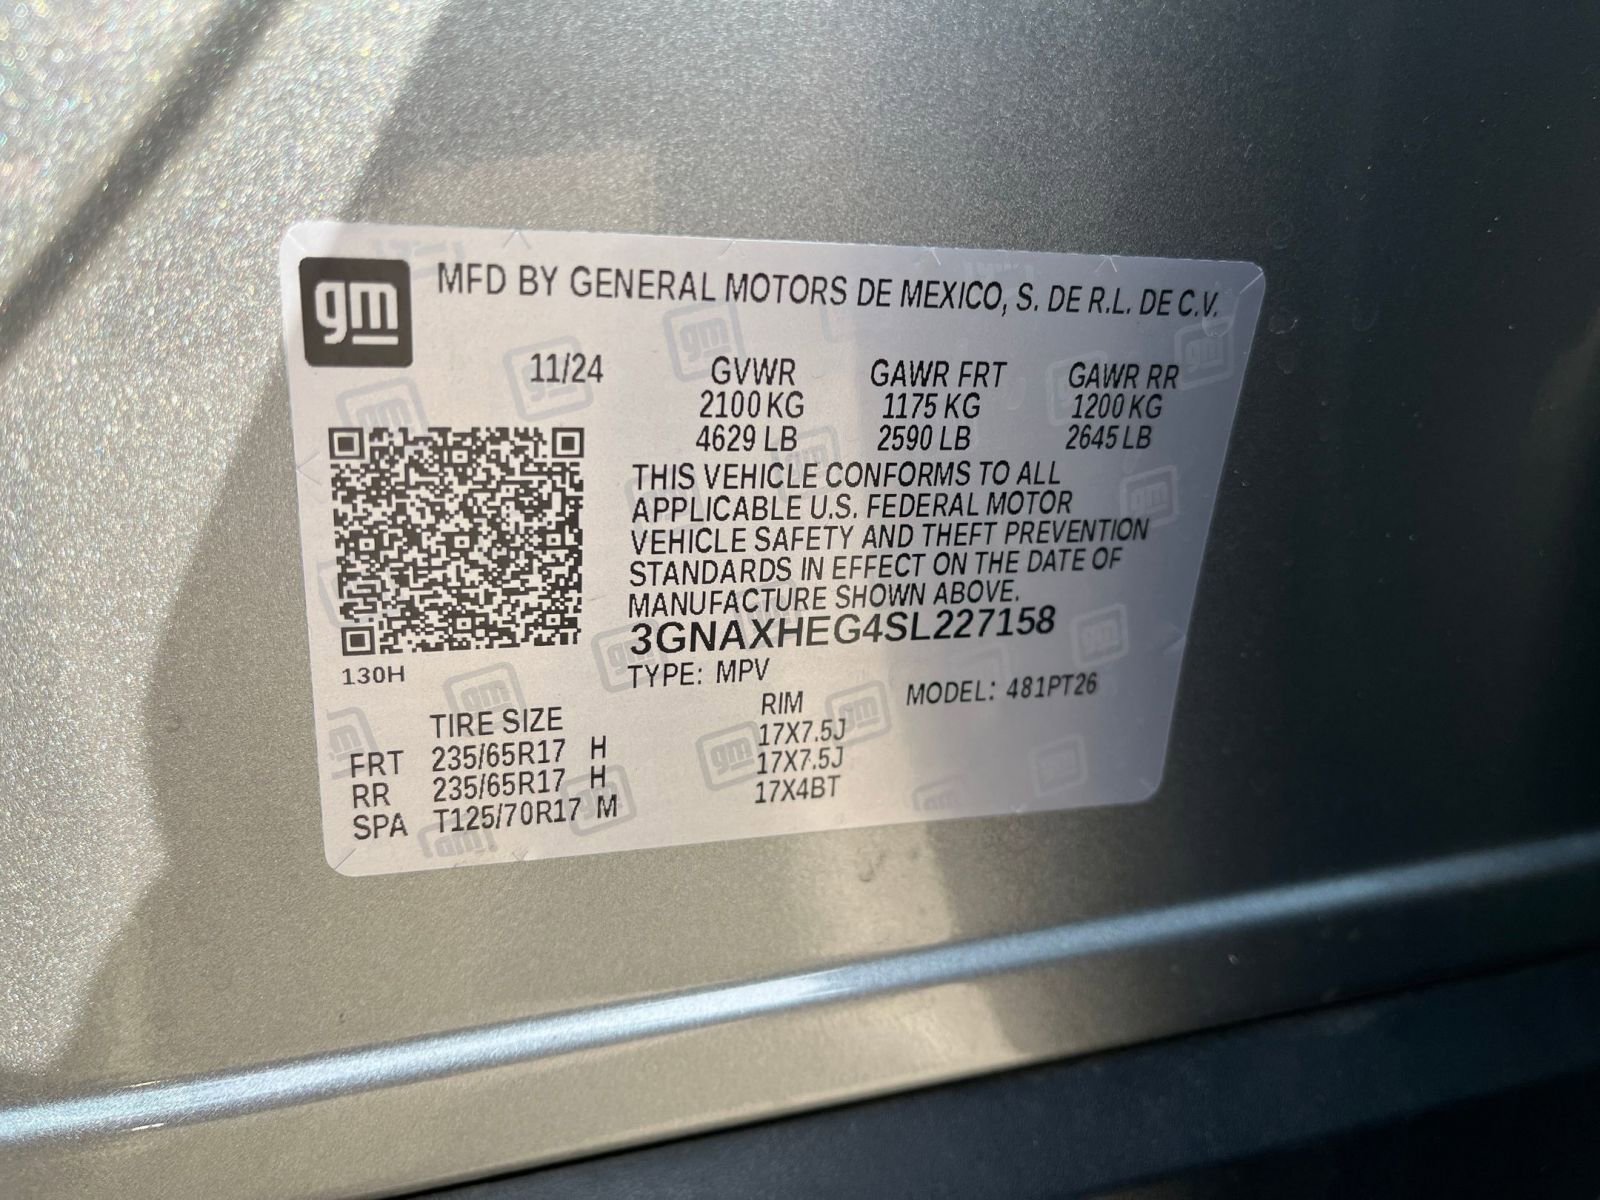 gm MFD BY GENERAL MOTORS DE MEXICO, S. DE R.L. DE C.V.
11/24 GVWR GAWR FRT GAWR RR
2100 KG 1175 KG 1200 KG
4629 LB 2590 LB 2645 LB
THIS VEHICLE CONFORMS TO ALL
APPLICABLE U.S. FEDERAL MOTOR
VEHICLE SAFETY AND THEFT PREVENTION
STANDARDS IN EFFECT ON THE DATE OF
MANUFACTURE SHOWN ABOVE.
3GNAXHEG4SL227158
130H
TYPE: MPV MODEL: 481PT26
TIRE SIZE RIM
FRT 235/65R17 H 17X7.5J
RR 235/65R17 H 17X7.5J
SPA T125/70R17 M 17X4BT